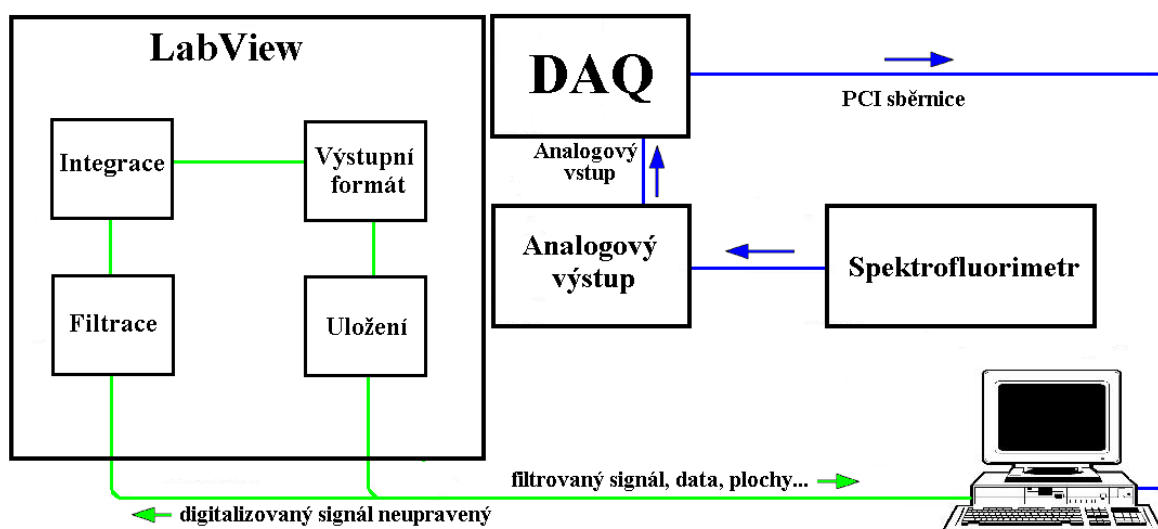 LabView
Integrace
Výstupní
formát
Filtrace
Uložení
DAQ
PCI sběrnice
Analogový
vstup
Analogový
výstup
Spektrofluorimetr
filtrovaný signál, data, plochy...
digitalizovaný signál neupravený